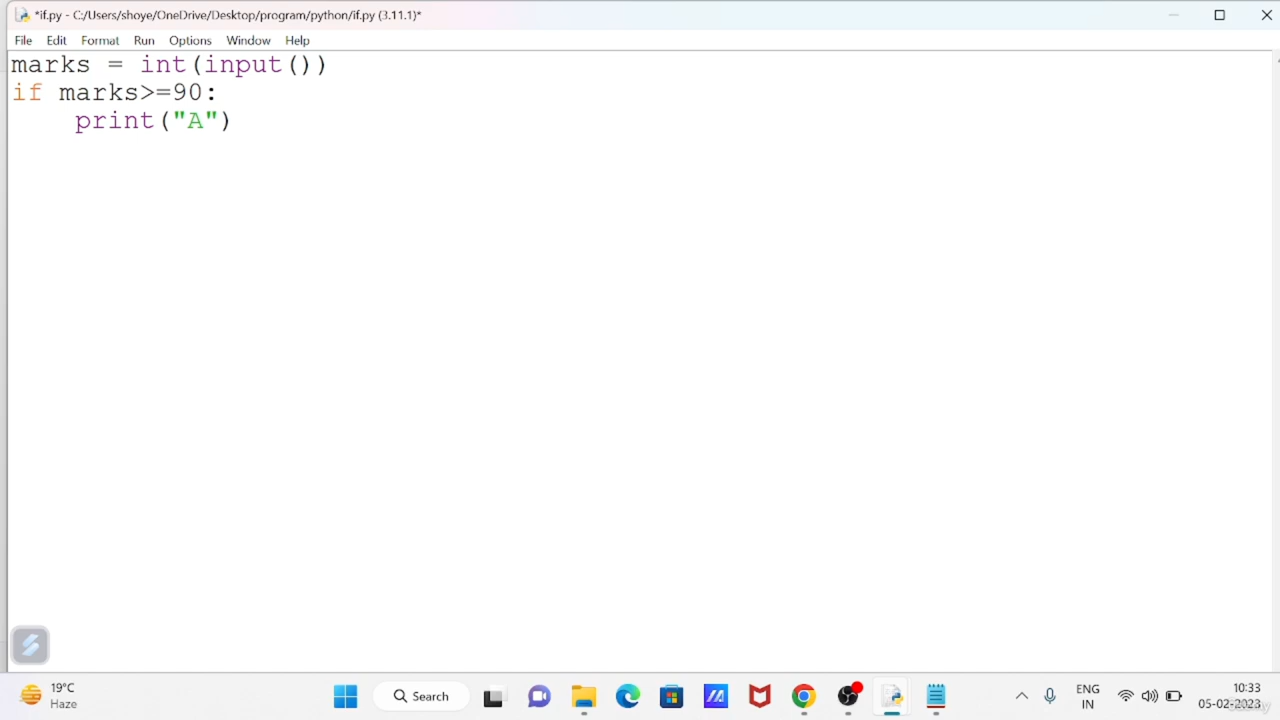 *if.py - C:/Users/shoye/OneDrive/Desktop/program/python/if.py (3.11.1)*
File Edit Format Run Options Window Help
marks = int(input())
if marks>=90:
    print("A")
19°C
Haze
Search
ENG
IN
10:33
05-02-2023